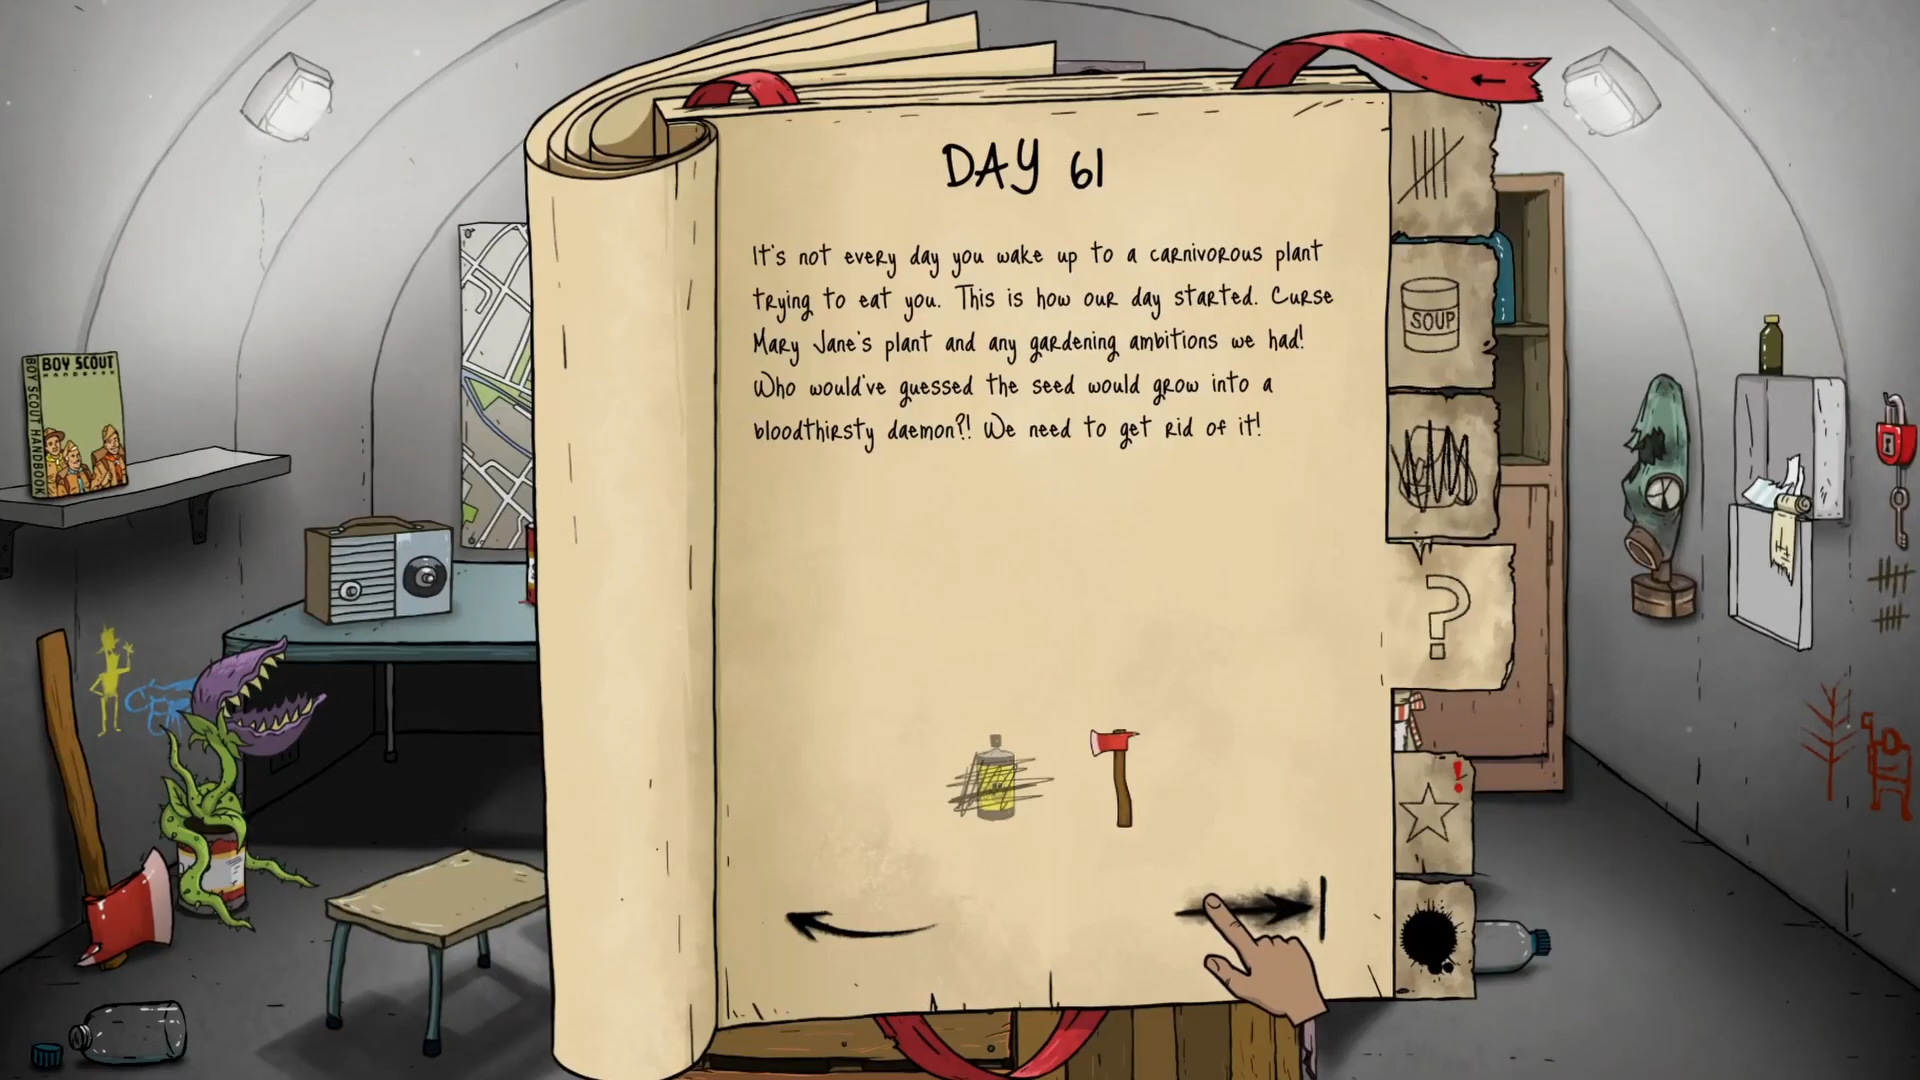 DAY 61
It's not every day you wake up to a carnivorous plant
trying to eat you. This is how our day started. Curse
Mary Jane's plant and any gardening ambitions we had!
Who would've guessed the seed would grow into a
bloodthirsty daemon?! We need to get rid of it!
BOY SCOUT
HANDBOOK
BOY SCOUT HANDBOOK
SOUP
?
!